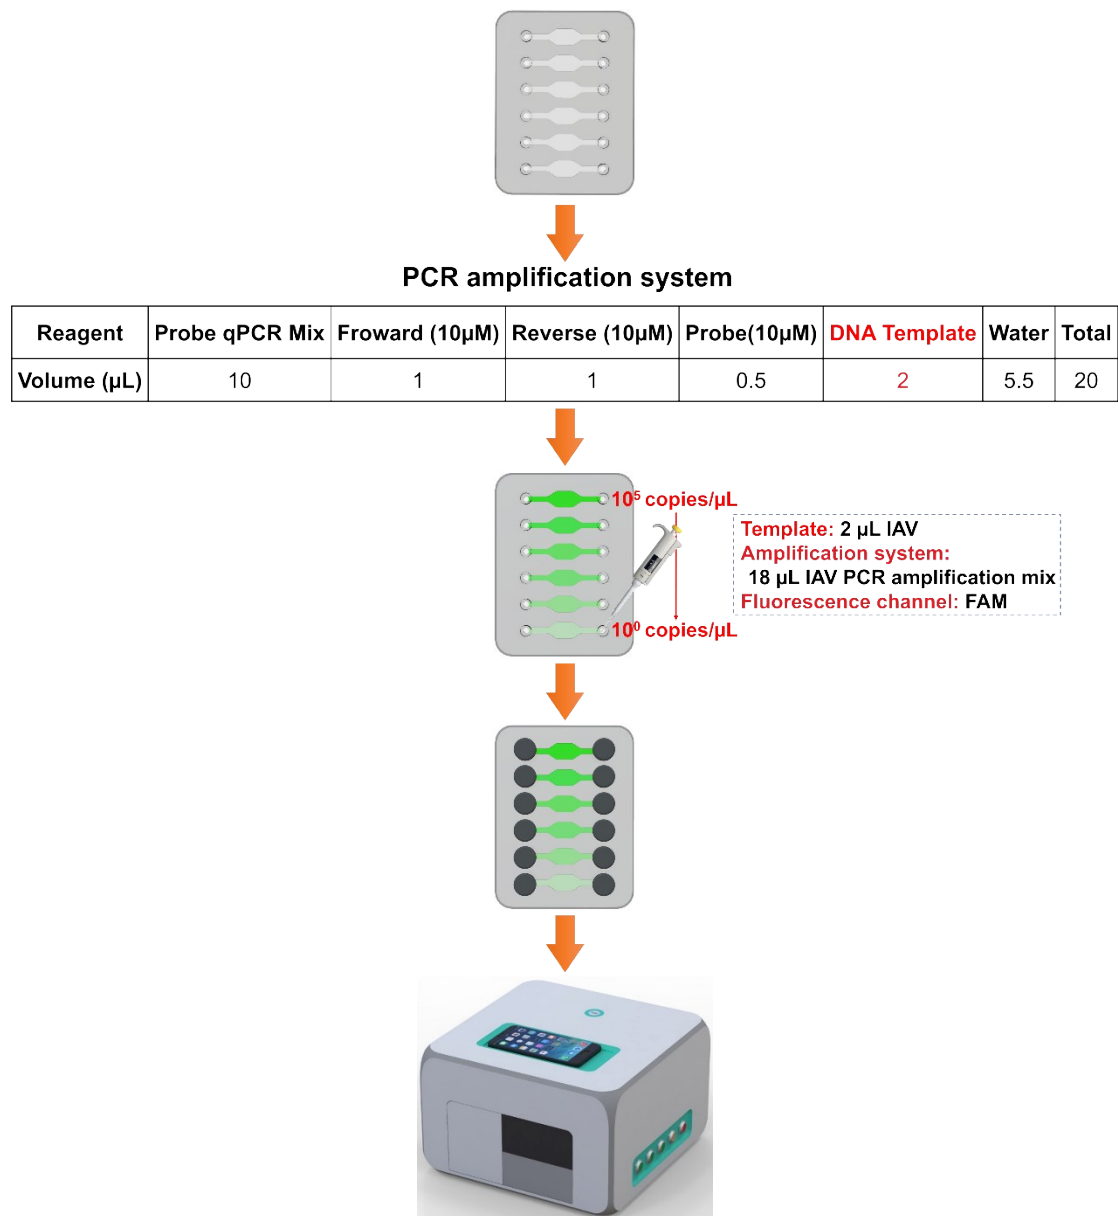 PCR amplification system
Reagent Probe qPCR Mix Froward (10μM) Reverse (10μM) Probe(10μM) DNA Template Water Total
Volume (μL) 10 1 1 0.5 2 5.5 20
10⁵ copies/μL
Template: 2 μL IAV
Amplification system:
18 μL IAV PCR amplification mix
Fluorescence channel: FAM
10⁰ copies/μL